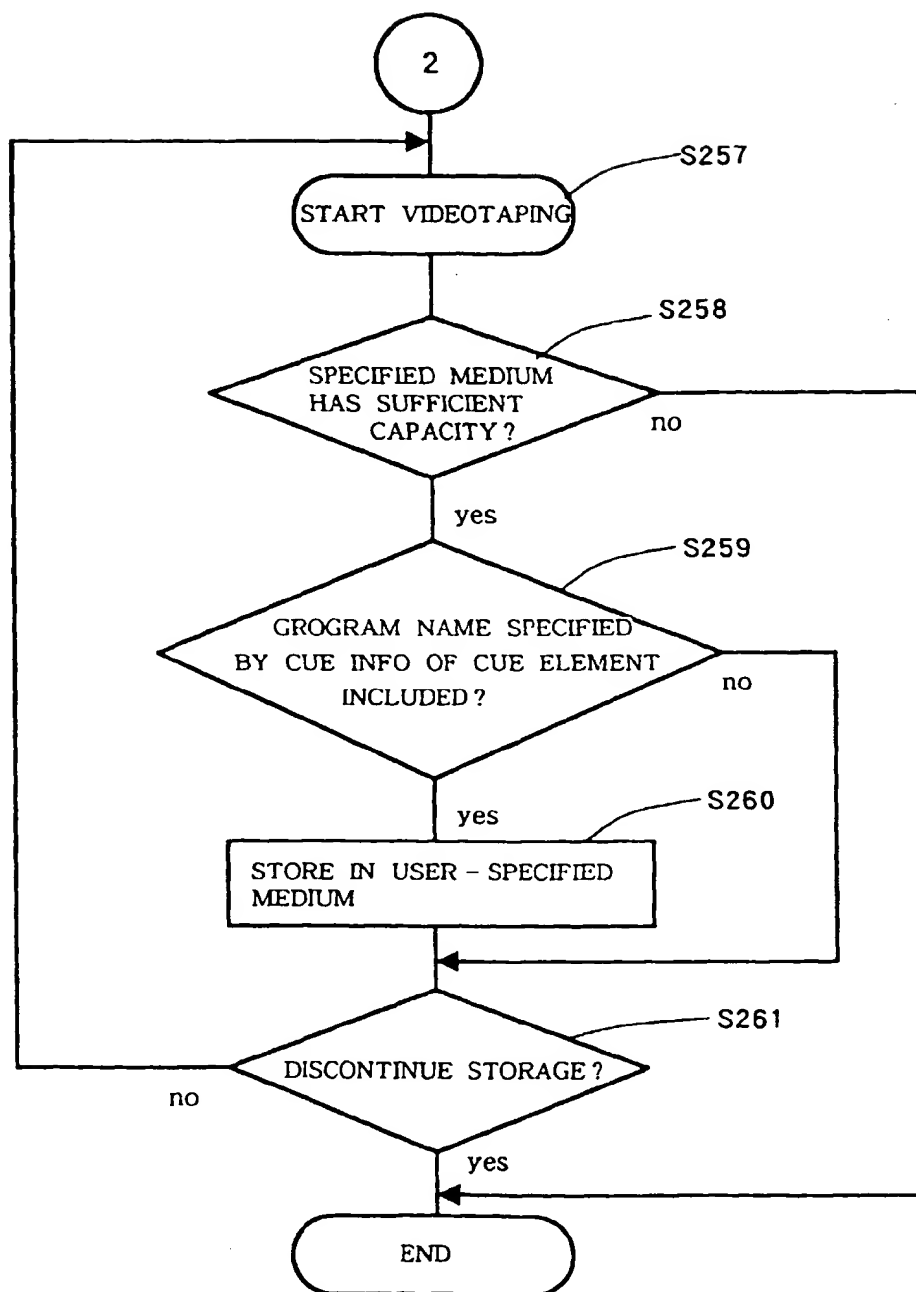 2
S257
START VIDEOTAPING
S258
SPECIFIED MEDIUM
HAS SUFFICIENT
CAPACITY ?
no
yes
S259
GROGRAM NAME SPECIFIED
BY CUE INFO OF CUE ELEMENT
INCLUDED ?
no
yes
S260
STORE IN USER - SPECIFIED
MEDIUM
S261
DISCONTINUE STORAGE ?
no
yes
END